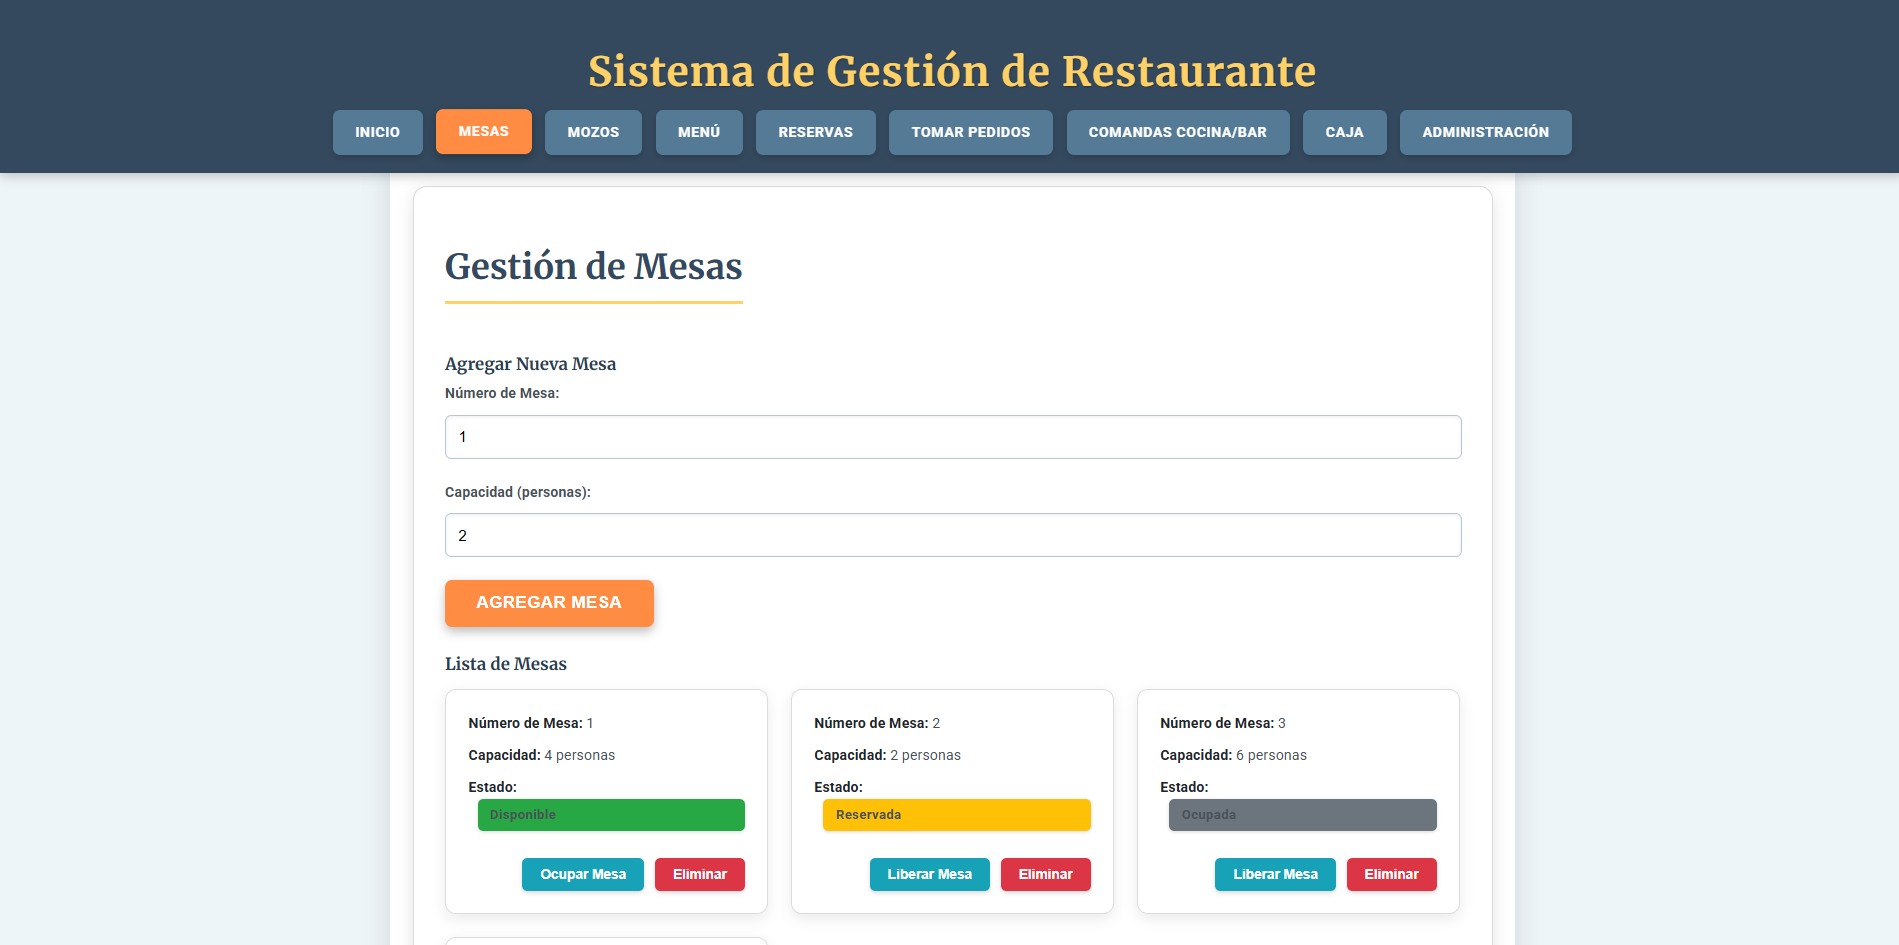 Sistema de Gestión de Restaurante
INICIO MESAS MOZOS MENÚ RESERVAS TOMAR PEDIDOS COMANDAS COCINA/BAR CAJA ADMINISTRACIÓN
Gestión de Mesas
Agregar Nueva Mesa
Número de Mesa:
1
Capacidad (personas):
2
AGREGAR MESA
Lista de Mesas
Número de Mesa: 1
Capacidad: 4 personas
Estado:
Disponible
Ocupar Mesa Eliminar
Número de Mesa: 2
Capacidad: 2 personas
Estado:
Reservada
Liberar Mesa Eliminar
Número de Mesa: 3
Capacidad: 6 personas
Estado:
Ocupada
Liberar Mesa Eliminar